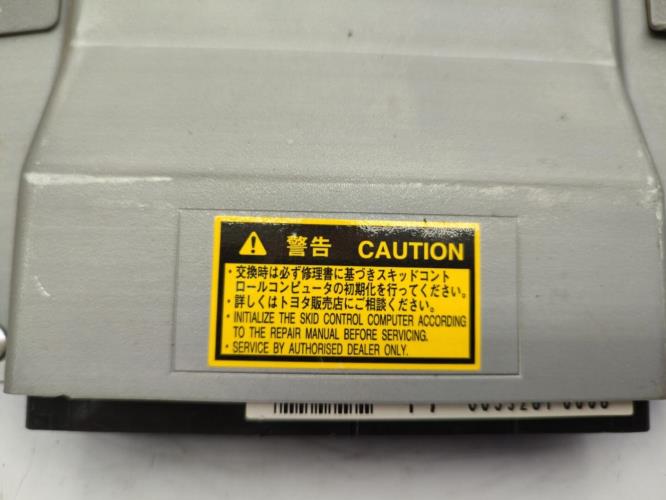 警告 CAUTION
・交換時は必ず修理書に基づきスキッドコント
ロールコンピュータの初期化を行ってください。
・詳しくはトヨタ販売店にご相談ください。
・INITIALIZE THE SKID CONTROL COMPUTER ACCORDING
TO THE REPAIR MANUAL BEFORE SERVICING.
・SERVICE BY AUTHORISED DEALER ONLY.